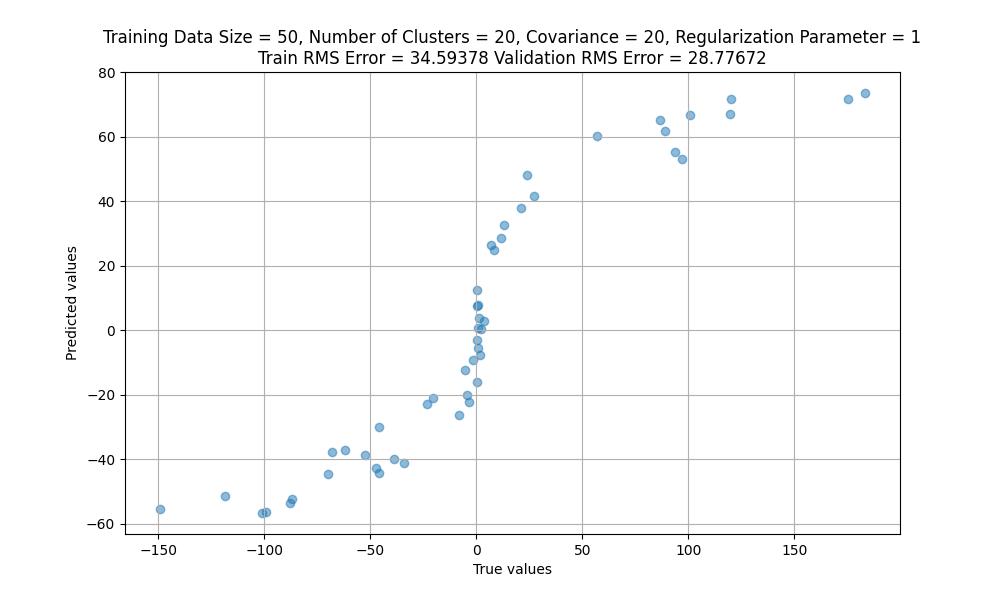 Training Data Size = 50, Number of Clusters = 20, Covariance = 20, Regularization Parameter = 1
Train RMS Error = 34.59378 Validation RMS Error = 28.77672
80
60
40
20
0
−20
−40
−60
Predicted values
−150 −100 −50 0 50 100 150
True values